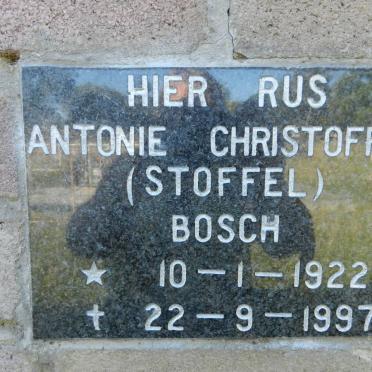 HIER RUS
ANTONIE CHRISTOFF
(STOFFEL)
BOSCH
★ 10-1-1922
✝ 22-9-1997